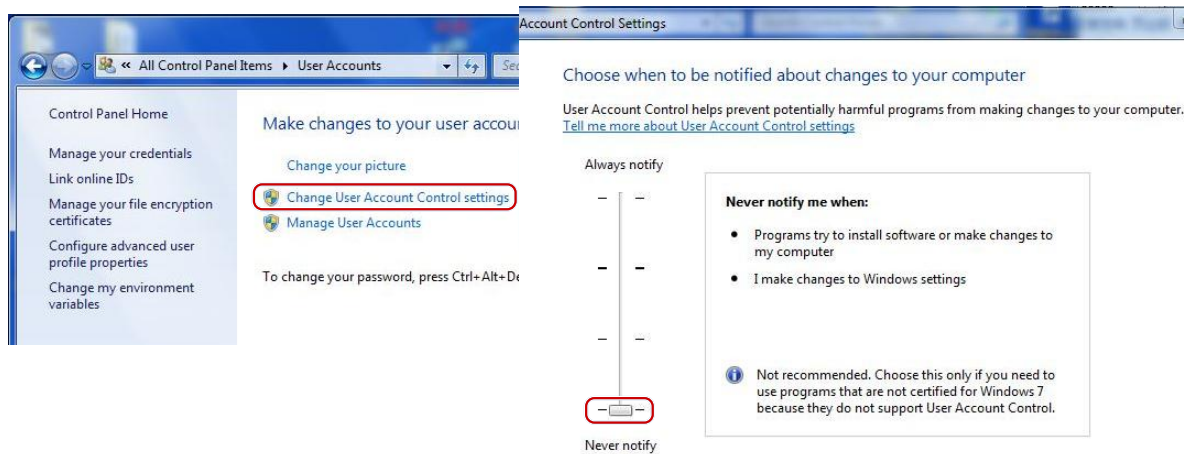 « All Control Panel Items ▸ User Accounts
Control Panel Home
Manage your credentials
Link online IDs
Manage your file encryption
certificates
Configure advanced user
profile properties
Change my environment
variables
Make changes to your user accou
Change your picture
Change User Account Control settings
Manage User Accounts
To change your password, press Ctrl+Alt+De
Account Control Settings
Choose when to be notified about changes to your computer
User Account Control helps prevent potentially harmful programs from making changes to your computer.
Tell me more about User Account Control settings
Always notify
Never notify me when:
• Programs try to install software or make changes to
my computer
• I make changes to Windows settings
Not recommended. Choose this only if you need to
use programs that are not certified for Windows 7
because they do not support User Account Control.
Never notify